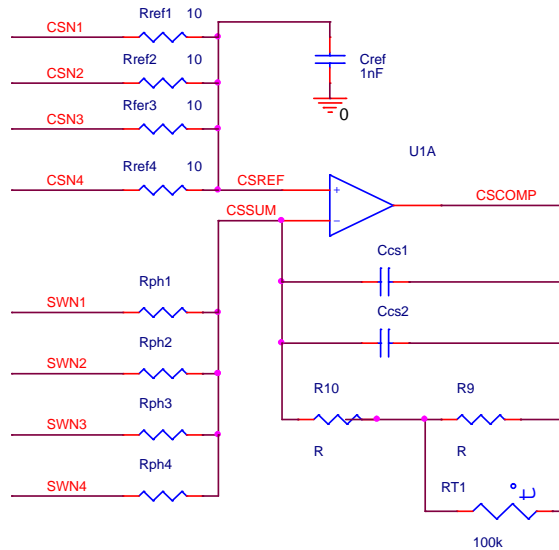 Rref1 10
CSN1
Rref2 10
CSN2
Cref
1nF
Rfer3 10
CSN3
0
U1A
Rref4 10
CSN4
CSREF
+
CSCOMP
CSSUM
−
Ccs1
Rph1
SWN1
Ccs2
Rph2
SWN2
R10
R9
Rph3
SWN3
R
R
Rph4
SWN4
RT1
t
100k